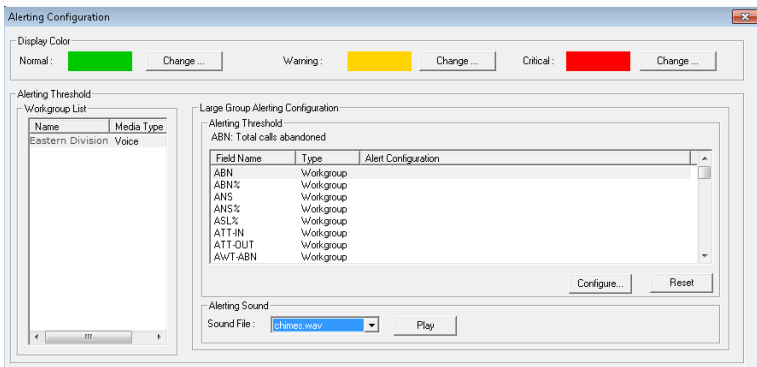 Alerting Configuration
Display Color
Normal :
Change ...
Warning :
Change ...
Critical :
Change ...
Alerting Threshold
Workgroup List
Name Media Type
Eastern Division Voice
Large Group Alerting Configuration
Alerting Threshold
ABN: Total calls abandoned
Field Name Type Alert Configuration
ABN Workgroup
ABN% Workgroup
ANS Workgroup
ANS% Workgroup
ASL% Workgroup
ATT-IN Workgroup
ATT-OUT Workgroup
AWT-ABN Workgroup
Configure... Reset
Alerting Sound
Sound File : chimes.wav Play